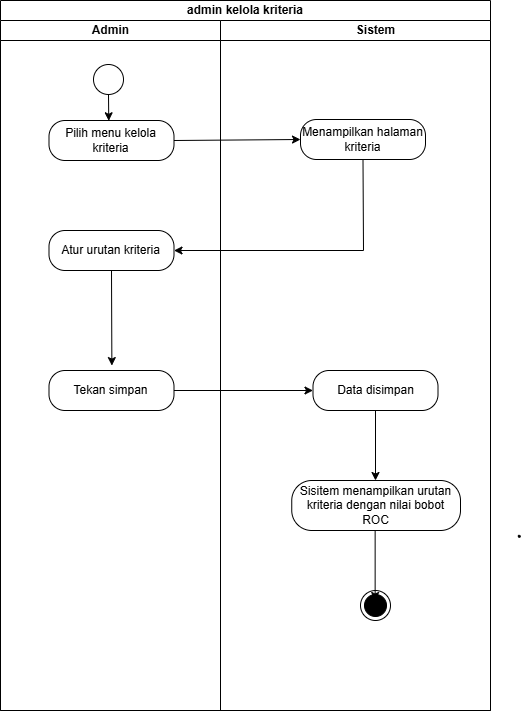 admin kelola kriteria
Admin
Sistem
Pilih menu kelola
kriteria
Menampilkan halaman
kriteria
Atur urutan kriteria
Tekan simpan
Data disimpan
Sisitem menampilkan urutan
kriteria dengan nilai bobot
ROC
.